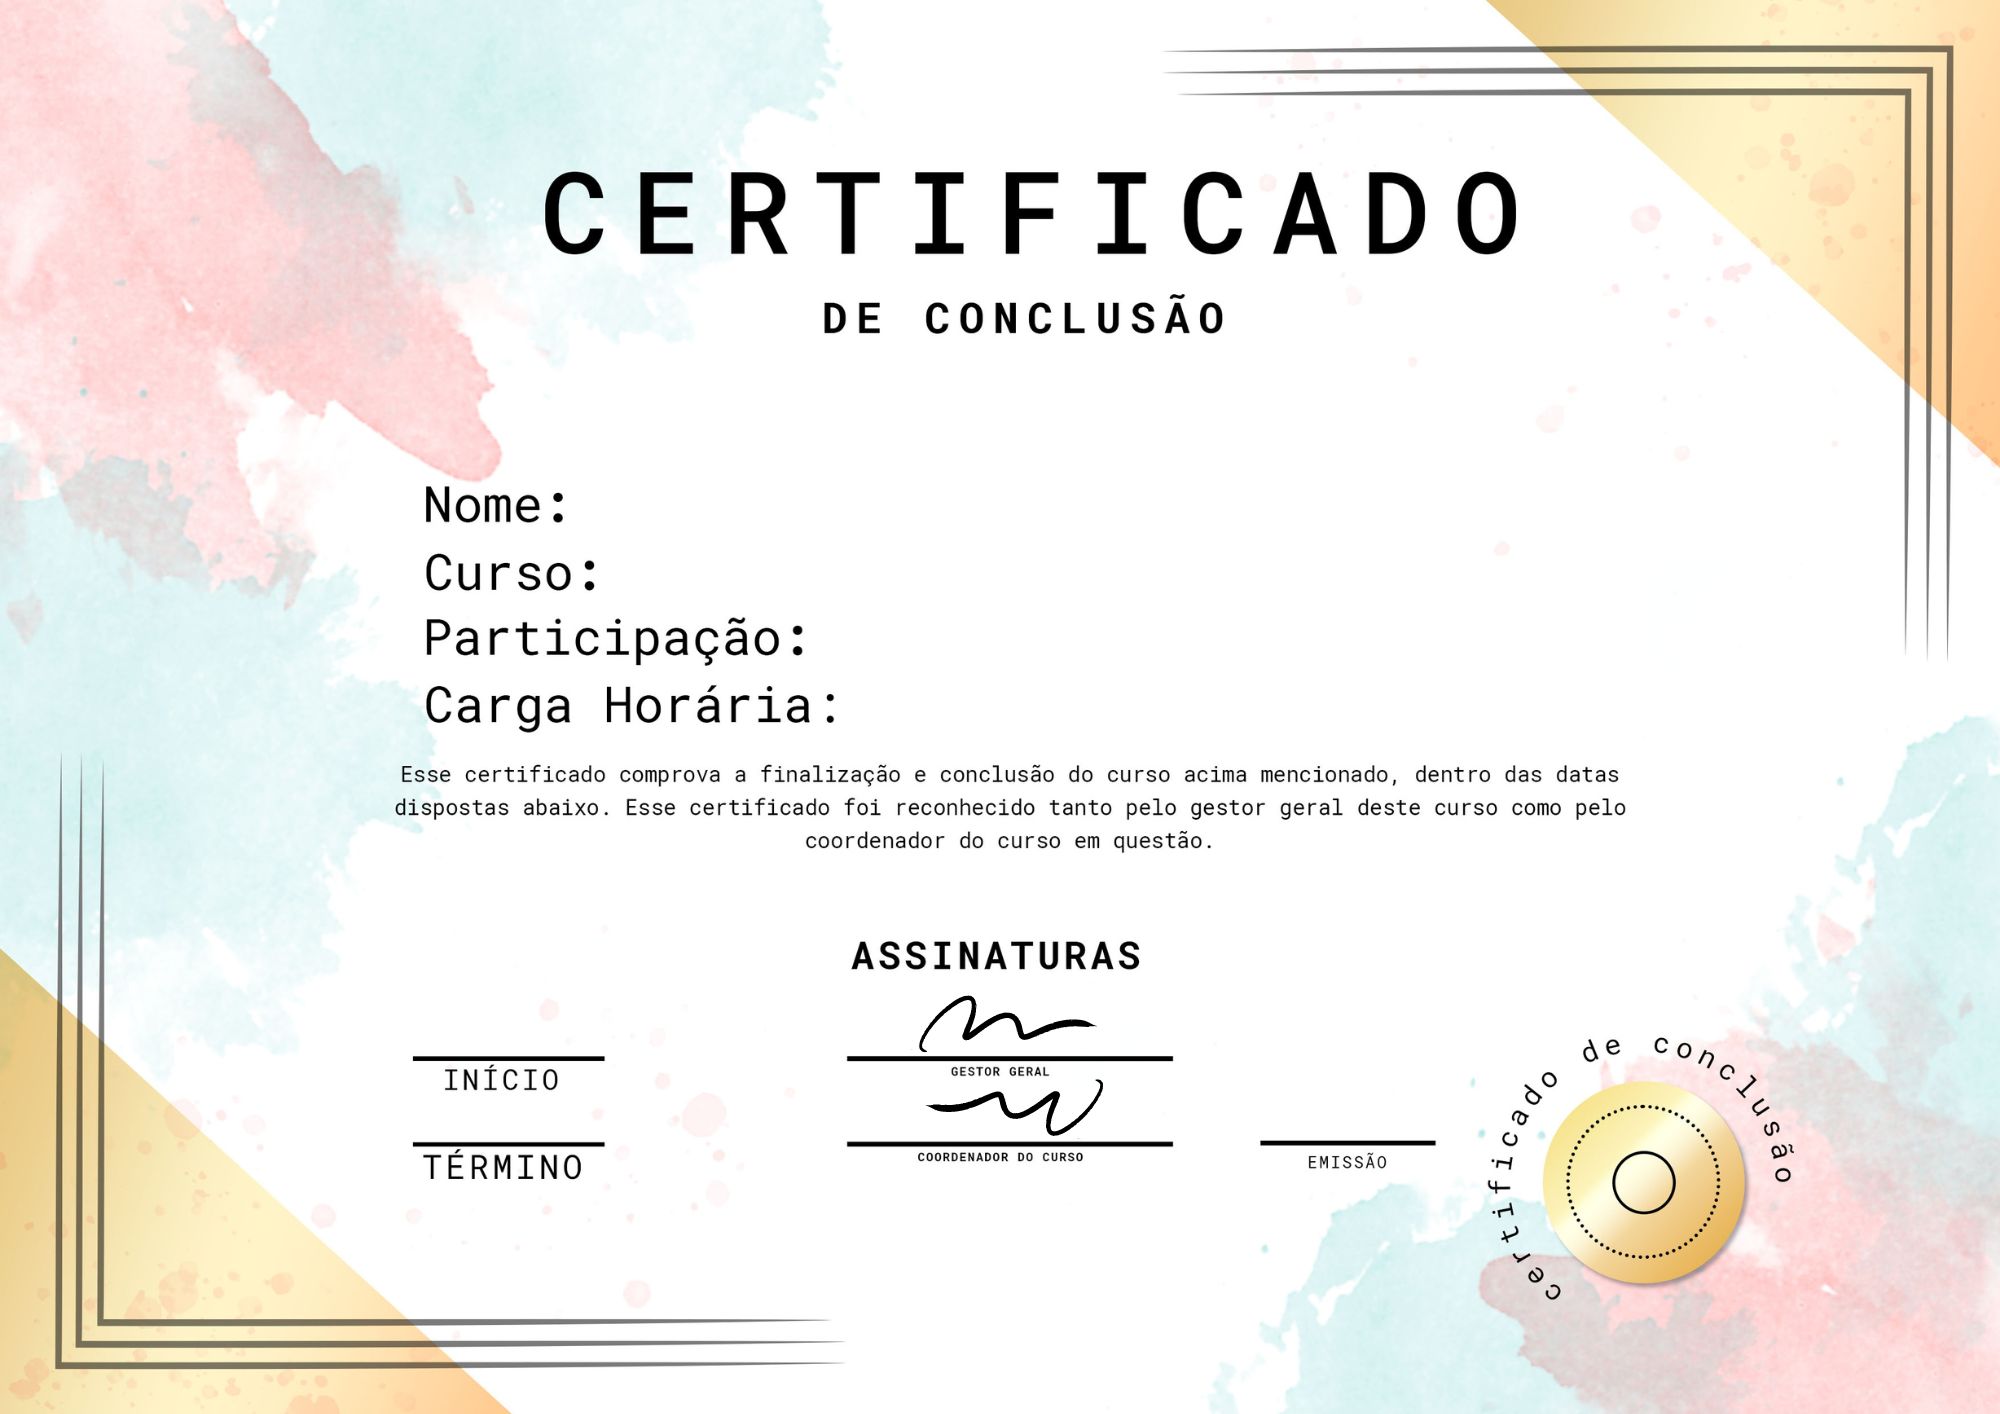 CERTIFICADO
DE CONCLUSÃO
Nome:
Curso:
Participação:
Carga Horária:
Esse certificado comprova a finalização e conclusão do curso acima mencionado, dentro das datas
dispostas abaixo. Esse certificado foi reconhecido tanto pelo gestor geral deste curso como pelo
coordenador do curso em questão.
ASSINATURAS
INÍCIO
GESTOR GERAL
TÉRMINO
COORDENADOR DO CURSO
EMISSÃO
certificado de conclusão